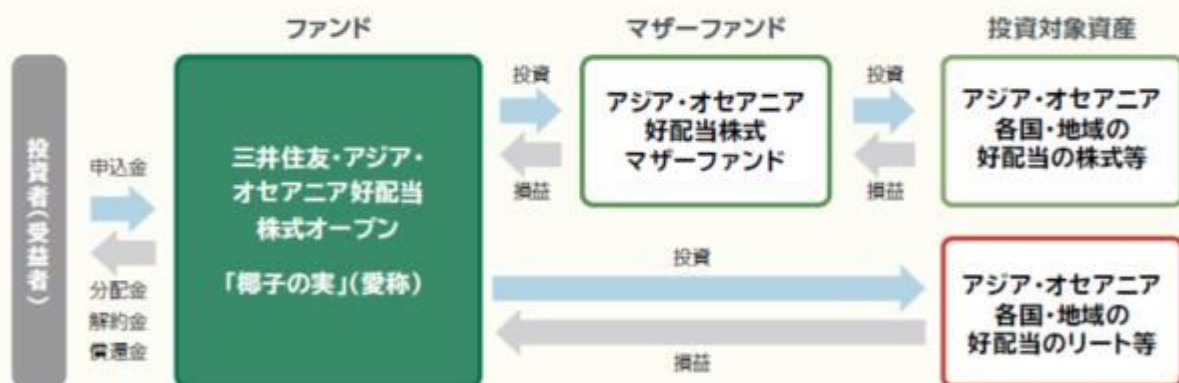 ファンド
マザーファンド
投資対象資産
投資者(受益者)
申込金
分配金
解約金
償還金
三井住友・アジア・
オセアニア好配当
株式オープン
「椰子の実」(愛称)
投資
損益
アジア・オセアニア
好配当株式
マザーファンド
投資
損益
アジア・オセアニア
各国・地域の
好配当の株式等
投資
損益
アジア・オセアニア
各国・地域の
好配当のリート等